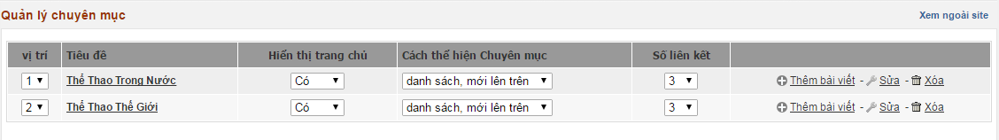 Quản lý chuyên mục Xem ngoài site
vị trí Tiêu đề Hiển thị trang chủ Cách thể hiện Chuyên mục Số liên kết
1 Thể Thao Trong Nước Có danh sách, mới lên trên 3 Thêm bài viết - Sửa - Xóa
2 Thể Thao Thế Giới Có danh sách, mới lên trên 3 Thêm bài viết - Sửa - Xóa